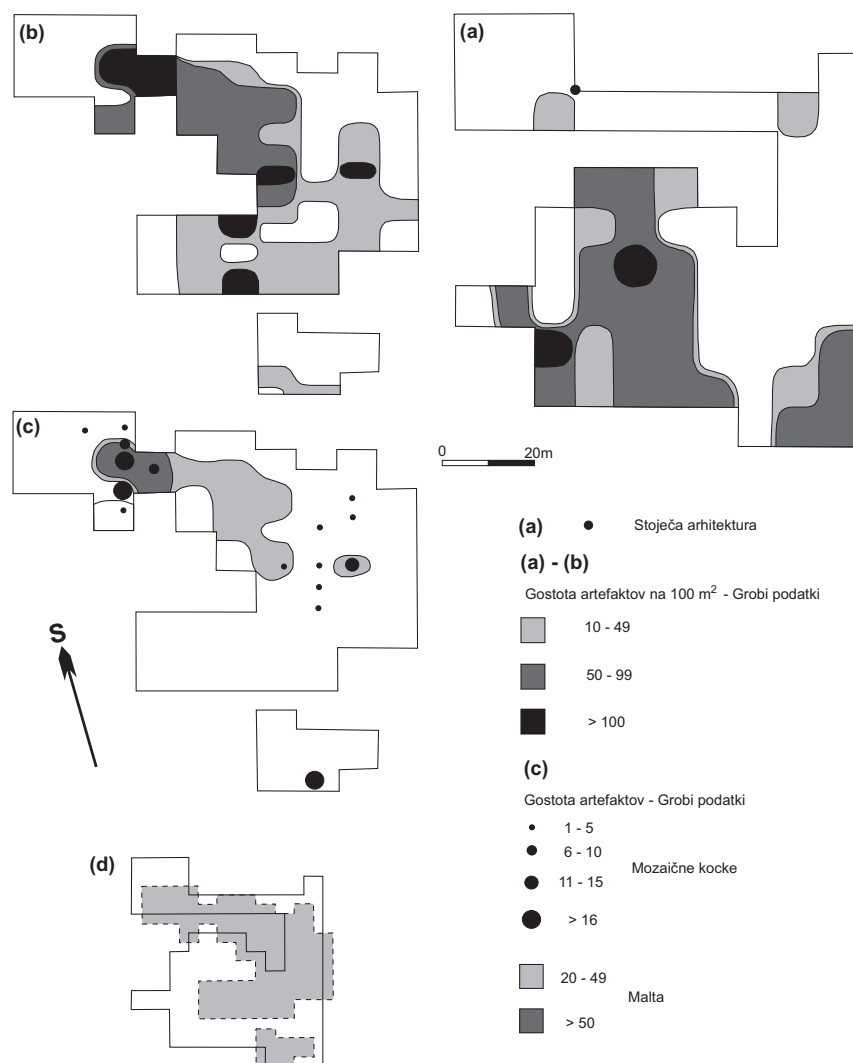 (b)
(a)
(c)
0 20m
S
(a) Stoječa arhitektura
(a) - (b)
Gostota artefaktov na 100 m² - Grobi podatki
10 - 49
50 - 99
> 100
(c)
Gostota artefaktov - Grobi podatki
1 - 5
6 - 10
Mozaične kocke
11 - 15
> 16
20 - 49
Malta
> 50
(d)